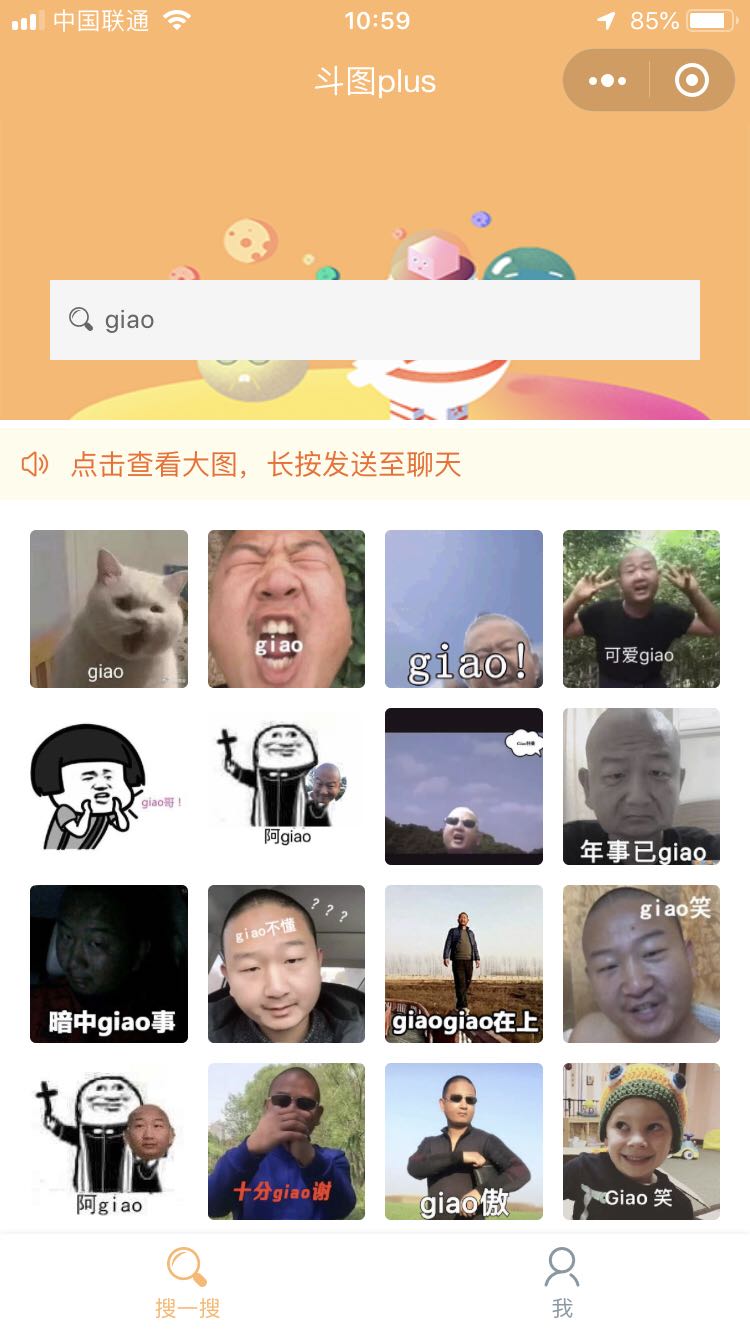 中国联通
10:59
85%
斗图plus
giao
点击查看大图，长按发送至聊天
giao
giao
giao!
可爱giao
giao哥！
阿giao
年事已giao
暗中giao事
giao不懂
???
giaogiao在上
giao笑
阿giao
十分giao谢
giao傲
Giao 笑
搜一搜
我